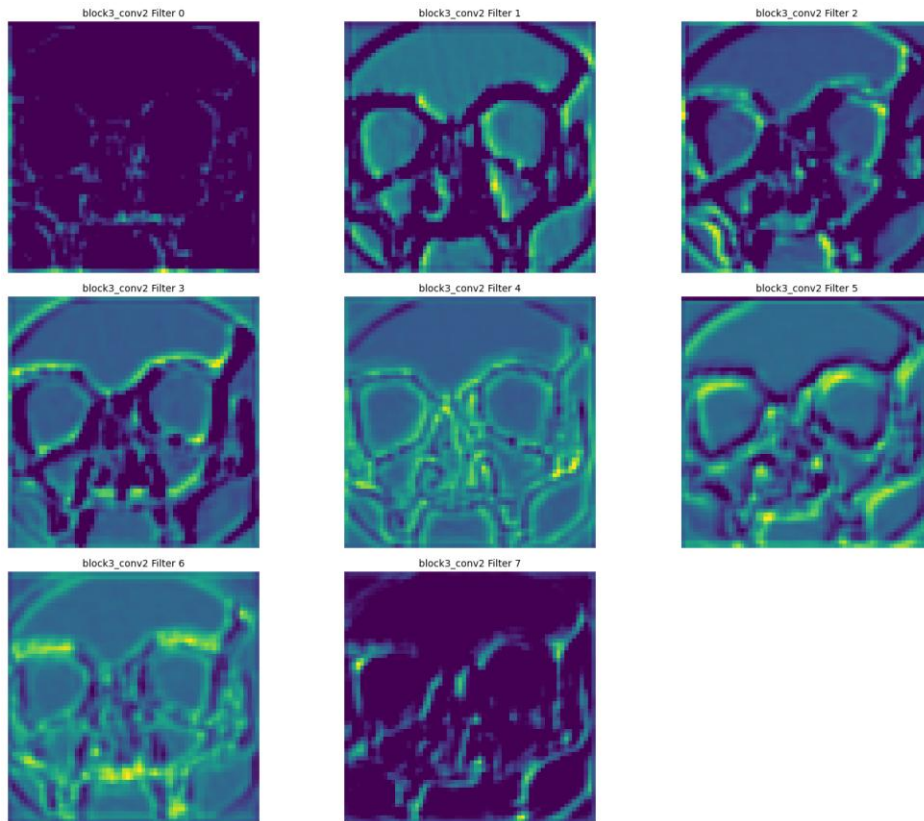 block3_conv2 Filter 0
block3_conv2 Filter 1
block3_conv2 Filter 2
block3_conv2 Filter 3
block3_conv2 Filter 4
block3_conv2 Filter 5
block3_conv2 Filter 6
block3_conv2 Filter 7